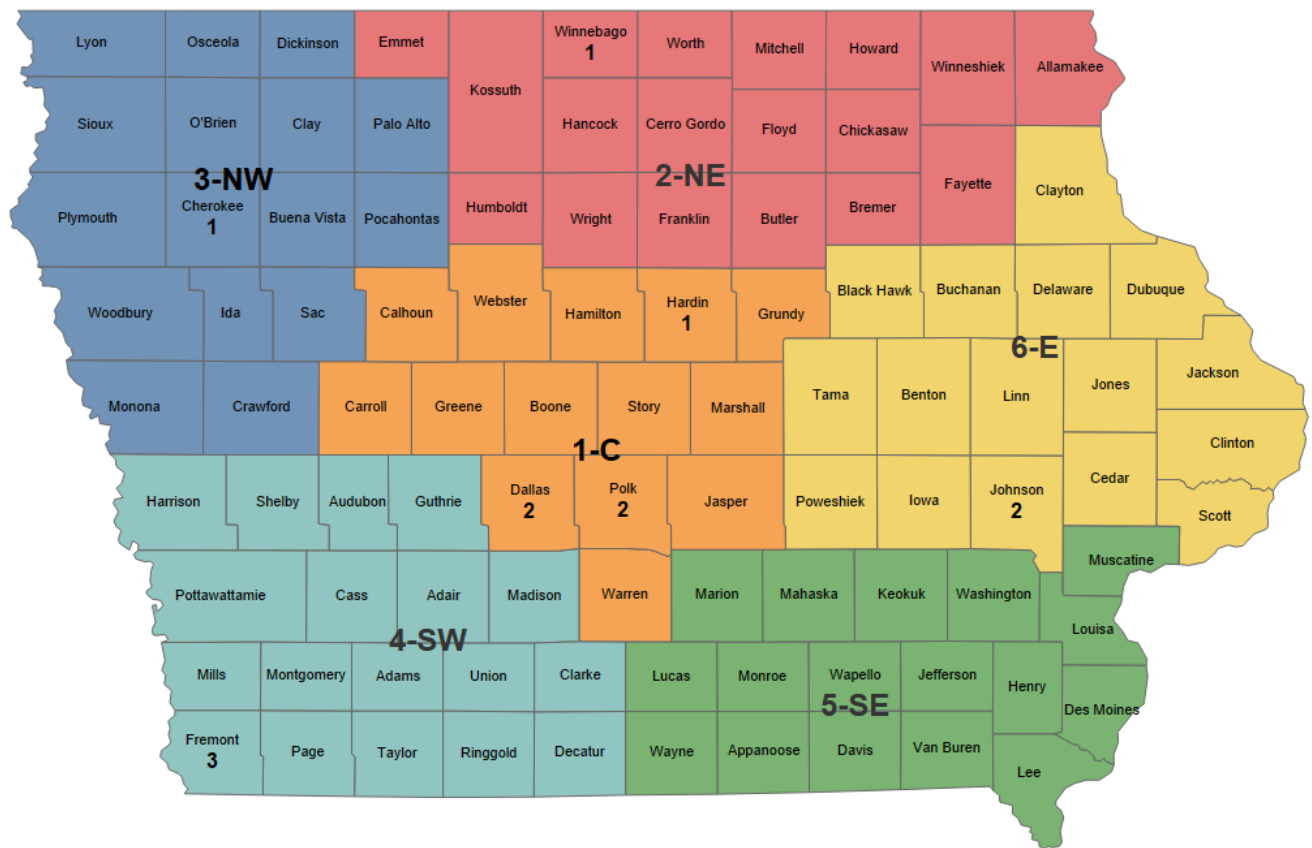 Lyon
Osceola
Dickinson
Emmet
Kossuth
Winnebago
1
Worth
Mitchell
Howard
Winneshiek
Allamakee
Sioux
O'Brien
Clay
Palo Alto
Hancock
Cerro Gordo
Floyd
Chickasaw
3-NW
2-NE
Fayette
Clayton
Plymouth
Cherokee
1
Buena Vista
Pocahontas
Humboldt
Wright
Franklin
Butler
Bremer
Woodbury
Ida
Sac
Calhoun
Webster
Hamilton
Hardin
1
Grundy
Black Hawk
Buchanan
Delaware
Dubuque
6-E
Monona
Crawford
Carroll
Greene
Boone
Story
Marshall
Tama
Benton
Linn
Jones
Jackson
1-C
Clinton
Harrison
Shelby
Audubon
Guthrie
Dallas
2
Polk
2
Jasper
Poweshiek
Iowa
Johnson
2
Cedar
Scott
Muscatine
Pottawattamie
Cass
Adair
Madison
Warren
Marion
Mahaska
Keokuk
Washington
Louisa
4-SW
Mills
Montgomery
Adams
Union
Clarke
Lucas
Monroe
Wapello
Jefferson
Henry
Des Moines
5-SE
Fremont
3
Page
Taylor
Ringgold
Decatur
Wayne
Appanoose
Davis
Van Buren
Lee